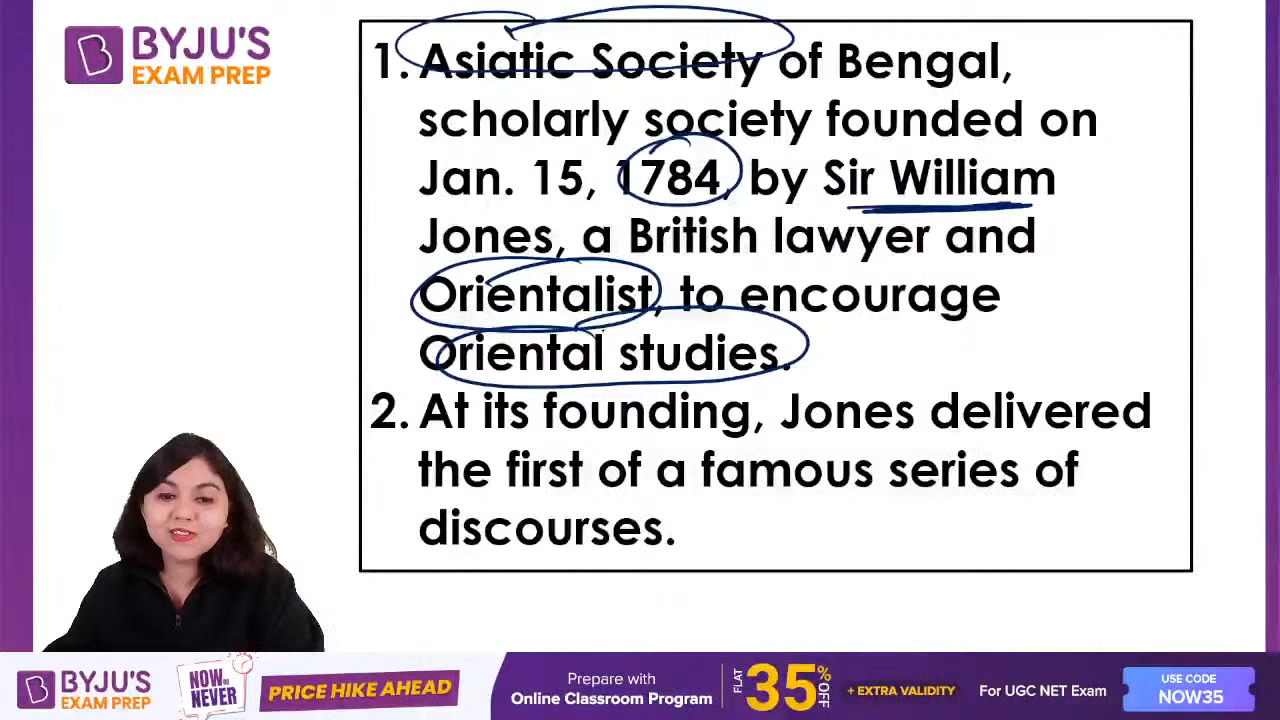 BYJU'S
EXAM PREP
1. Asiatic Society of Bengal,
scholarly society founded on
Jan. 15, 1784, by Sir William
Jones, a British lawyer and
Orientalist, to encourage
Oriental studies.
2. At its founding, Jones delivered
the first of a famous series of
discourses.
BYJU'S
EXAM PREP
NOW OR
NEVER
PRICE HIKE AHEAD
Prepare with
Online Classroom Program
FLAT
35% OFF
+ EXTRA VALIDITY
For UGC NET Exam
USE CODE
NOW35